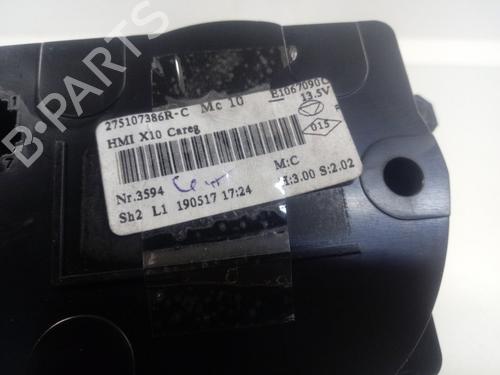 B-PARTS
275107386R-C Mc 10 E1067090C
HMI X10 Careg 13.5V
015
Nr.3594 M:C
Sh2 L1 190517 17:24 H:3.00 S:2.02